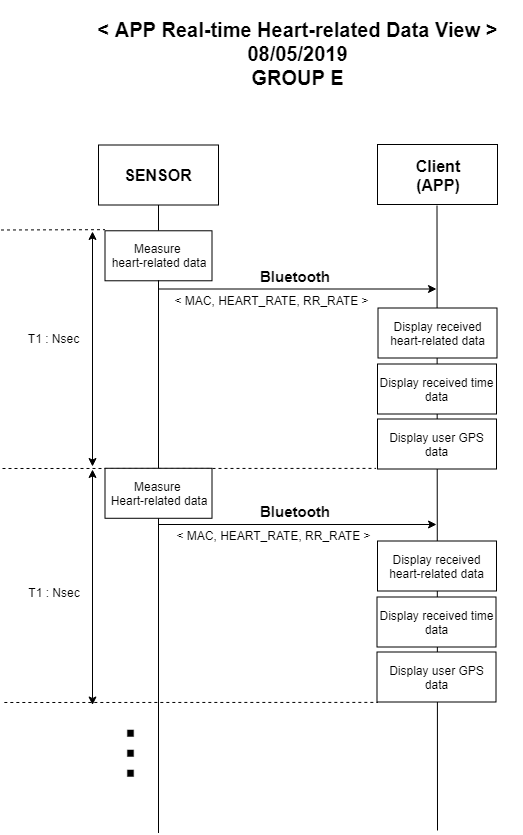 < APP Real-time Heart-related Data View >
08/05/2019
GROUP E
SENSOR
Client
(APP)
Measure
heart-related data
Bluetooth
< MAC, HEART_RATE, RR_RATE >
Display received
heart-related data
T1 : Nsec
Display received time
data
Display user GPS
data
Measure
Heart-related data
Bluetooth
< MAC, HEART_RATE, RR_RATE >
Display received
heart-related data
T1 : Nsec
Display received time
data
Display user GPS
data